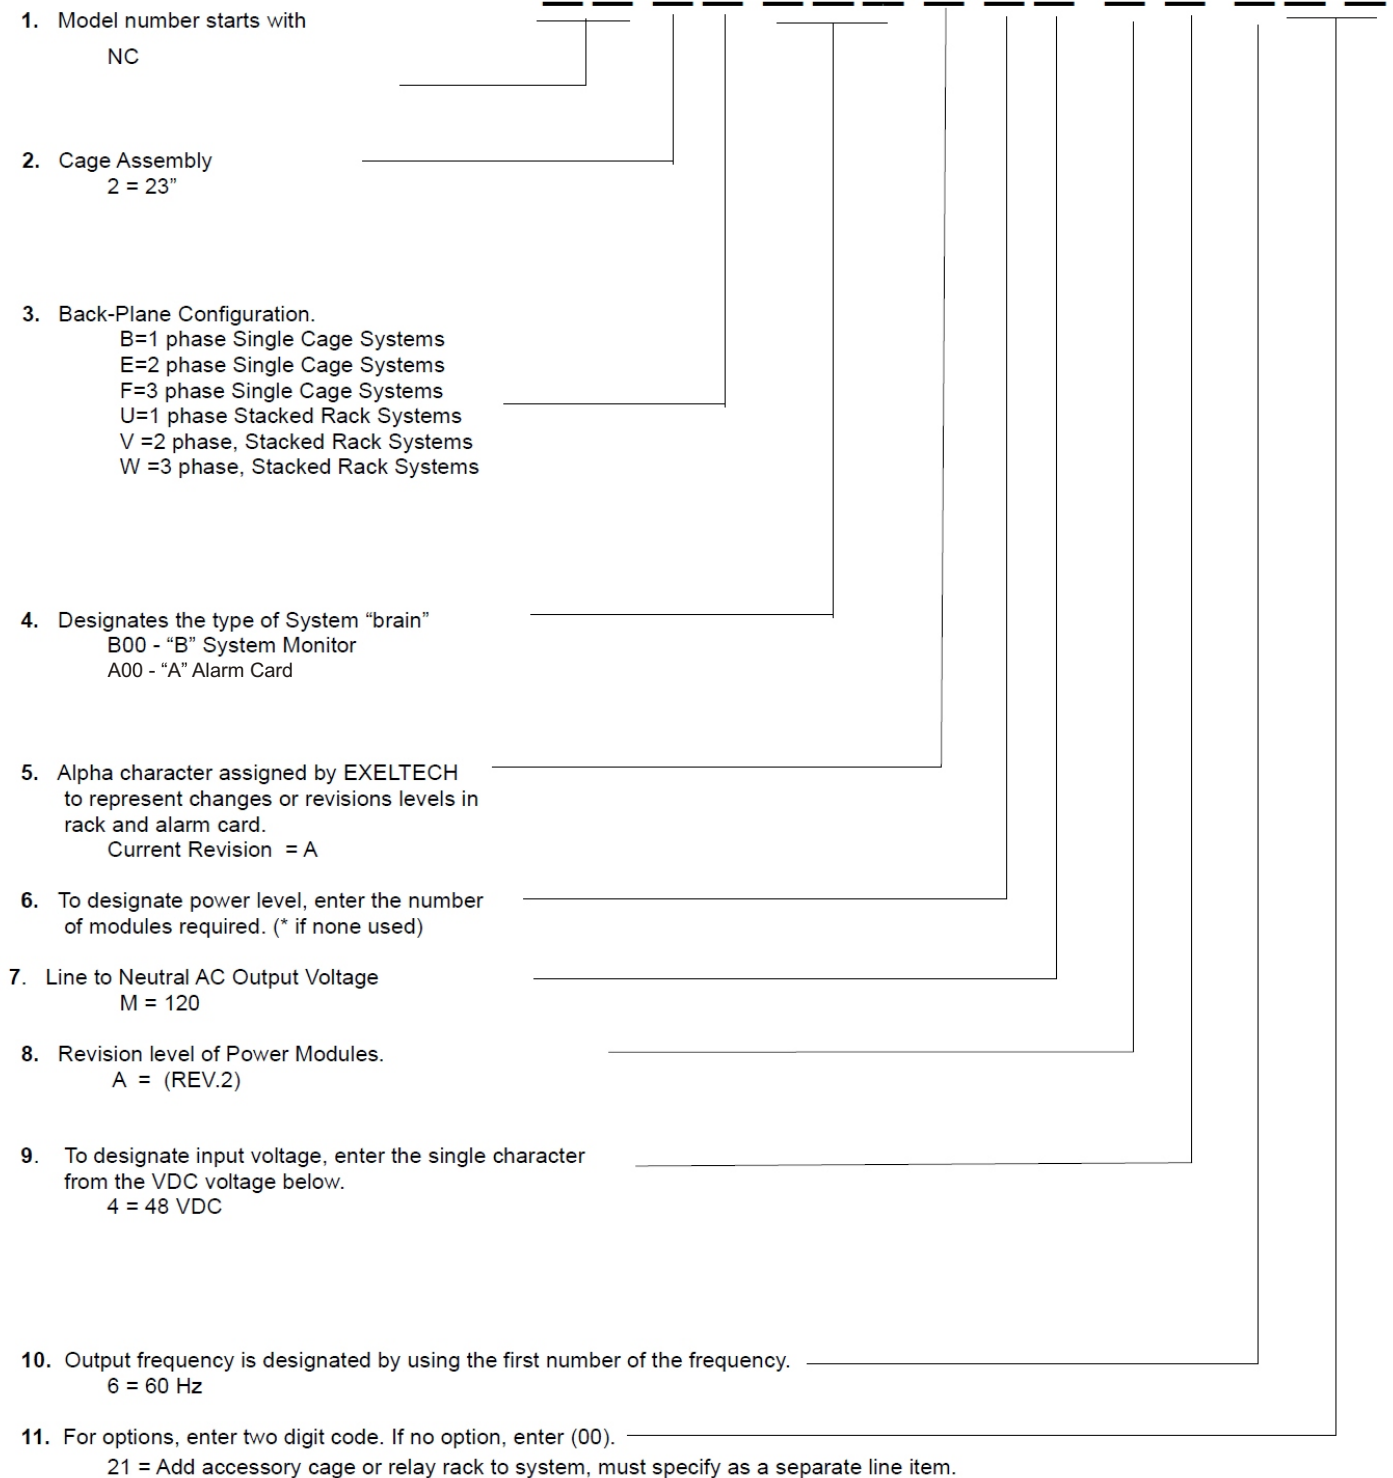 1. Model number starts with
NC
2. Cage Assembly
2 = 23”
3. Back-Plane Configuration.
B=1 phase Single Cage Systems
E=2 phase Single Cage Systems
F=3 phase Single Cage Systems
U=1 phase Stacked Rack Systems
V =2 phase, Stacked Rack Systems
W =3 phase, Stacked Rack Systems
4. Designates the type of System “brain”
B00 - “B” System Monitor
A00 - “A” Alarm Card
5. Alpha character assigned by EXELTECH
to represent changes or revisions levels in
rack and alarm card.
Current Revision = A
6. To designate power level, enter the number
of modules required. (* if none used)
7. Line to Neutral AC Output Voltage
M = 120
8. Revision level of Power Modules.
A = (REV.2)
9. To designate input voltage, enter the single character
from the VDC voltage below.
4 = 48 VDC
10. Output frequency is designated by using the first number of the frequency.
6 = 60 Hz
11. For options, enter two digit code. If no option, enter (00).
21 = Add accessory cage or relay rack to system, must specify as a separate line item.